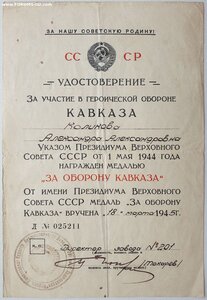 ЗА НАШУ СОВЕТСКУЮ РОДИНУ!
СС СР
УДОСТОВЕРЕНИЕ
ЗА УЧАСТИЕ В ГЕРОИЧЕСКОЙ ОБОРОНЕ
КАВКАЗА
Александра Александровна
УКАЗОМ ПРЕЗИДИУМА ВЕРХОВНОГО
СОВЕТА СССР ОТ 1 МАЯ 1944 ГОДА
НАГРАЖДЕН МЕДАЛЬЮ
"ЗА ОБОРОНУ КАВКАЗА"
ОТ ИМЕНИ ПРЕЗИДИУМА ВЕРХОВНОГО
СОВЕТА СССР МЕДАЛЬ "ЗА ОБОРОНУ
КАВКАЗА" ВРУЧЕНА "18" марта 1945 г.
Д № 025211
М. П.
Директор завода № 201
(Токарев)